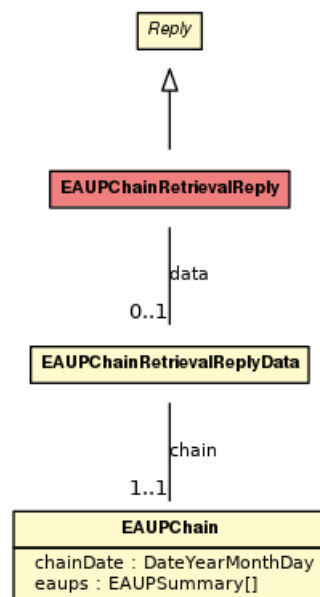 Reply
EAUPChainRetrievalReply
data
0..1
EAUPChainRetrievalReplyData
chain
1..1
EAUPChain
chainDate : DateYearMonthDay
eaups : EAUPSummary[]